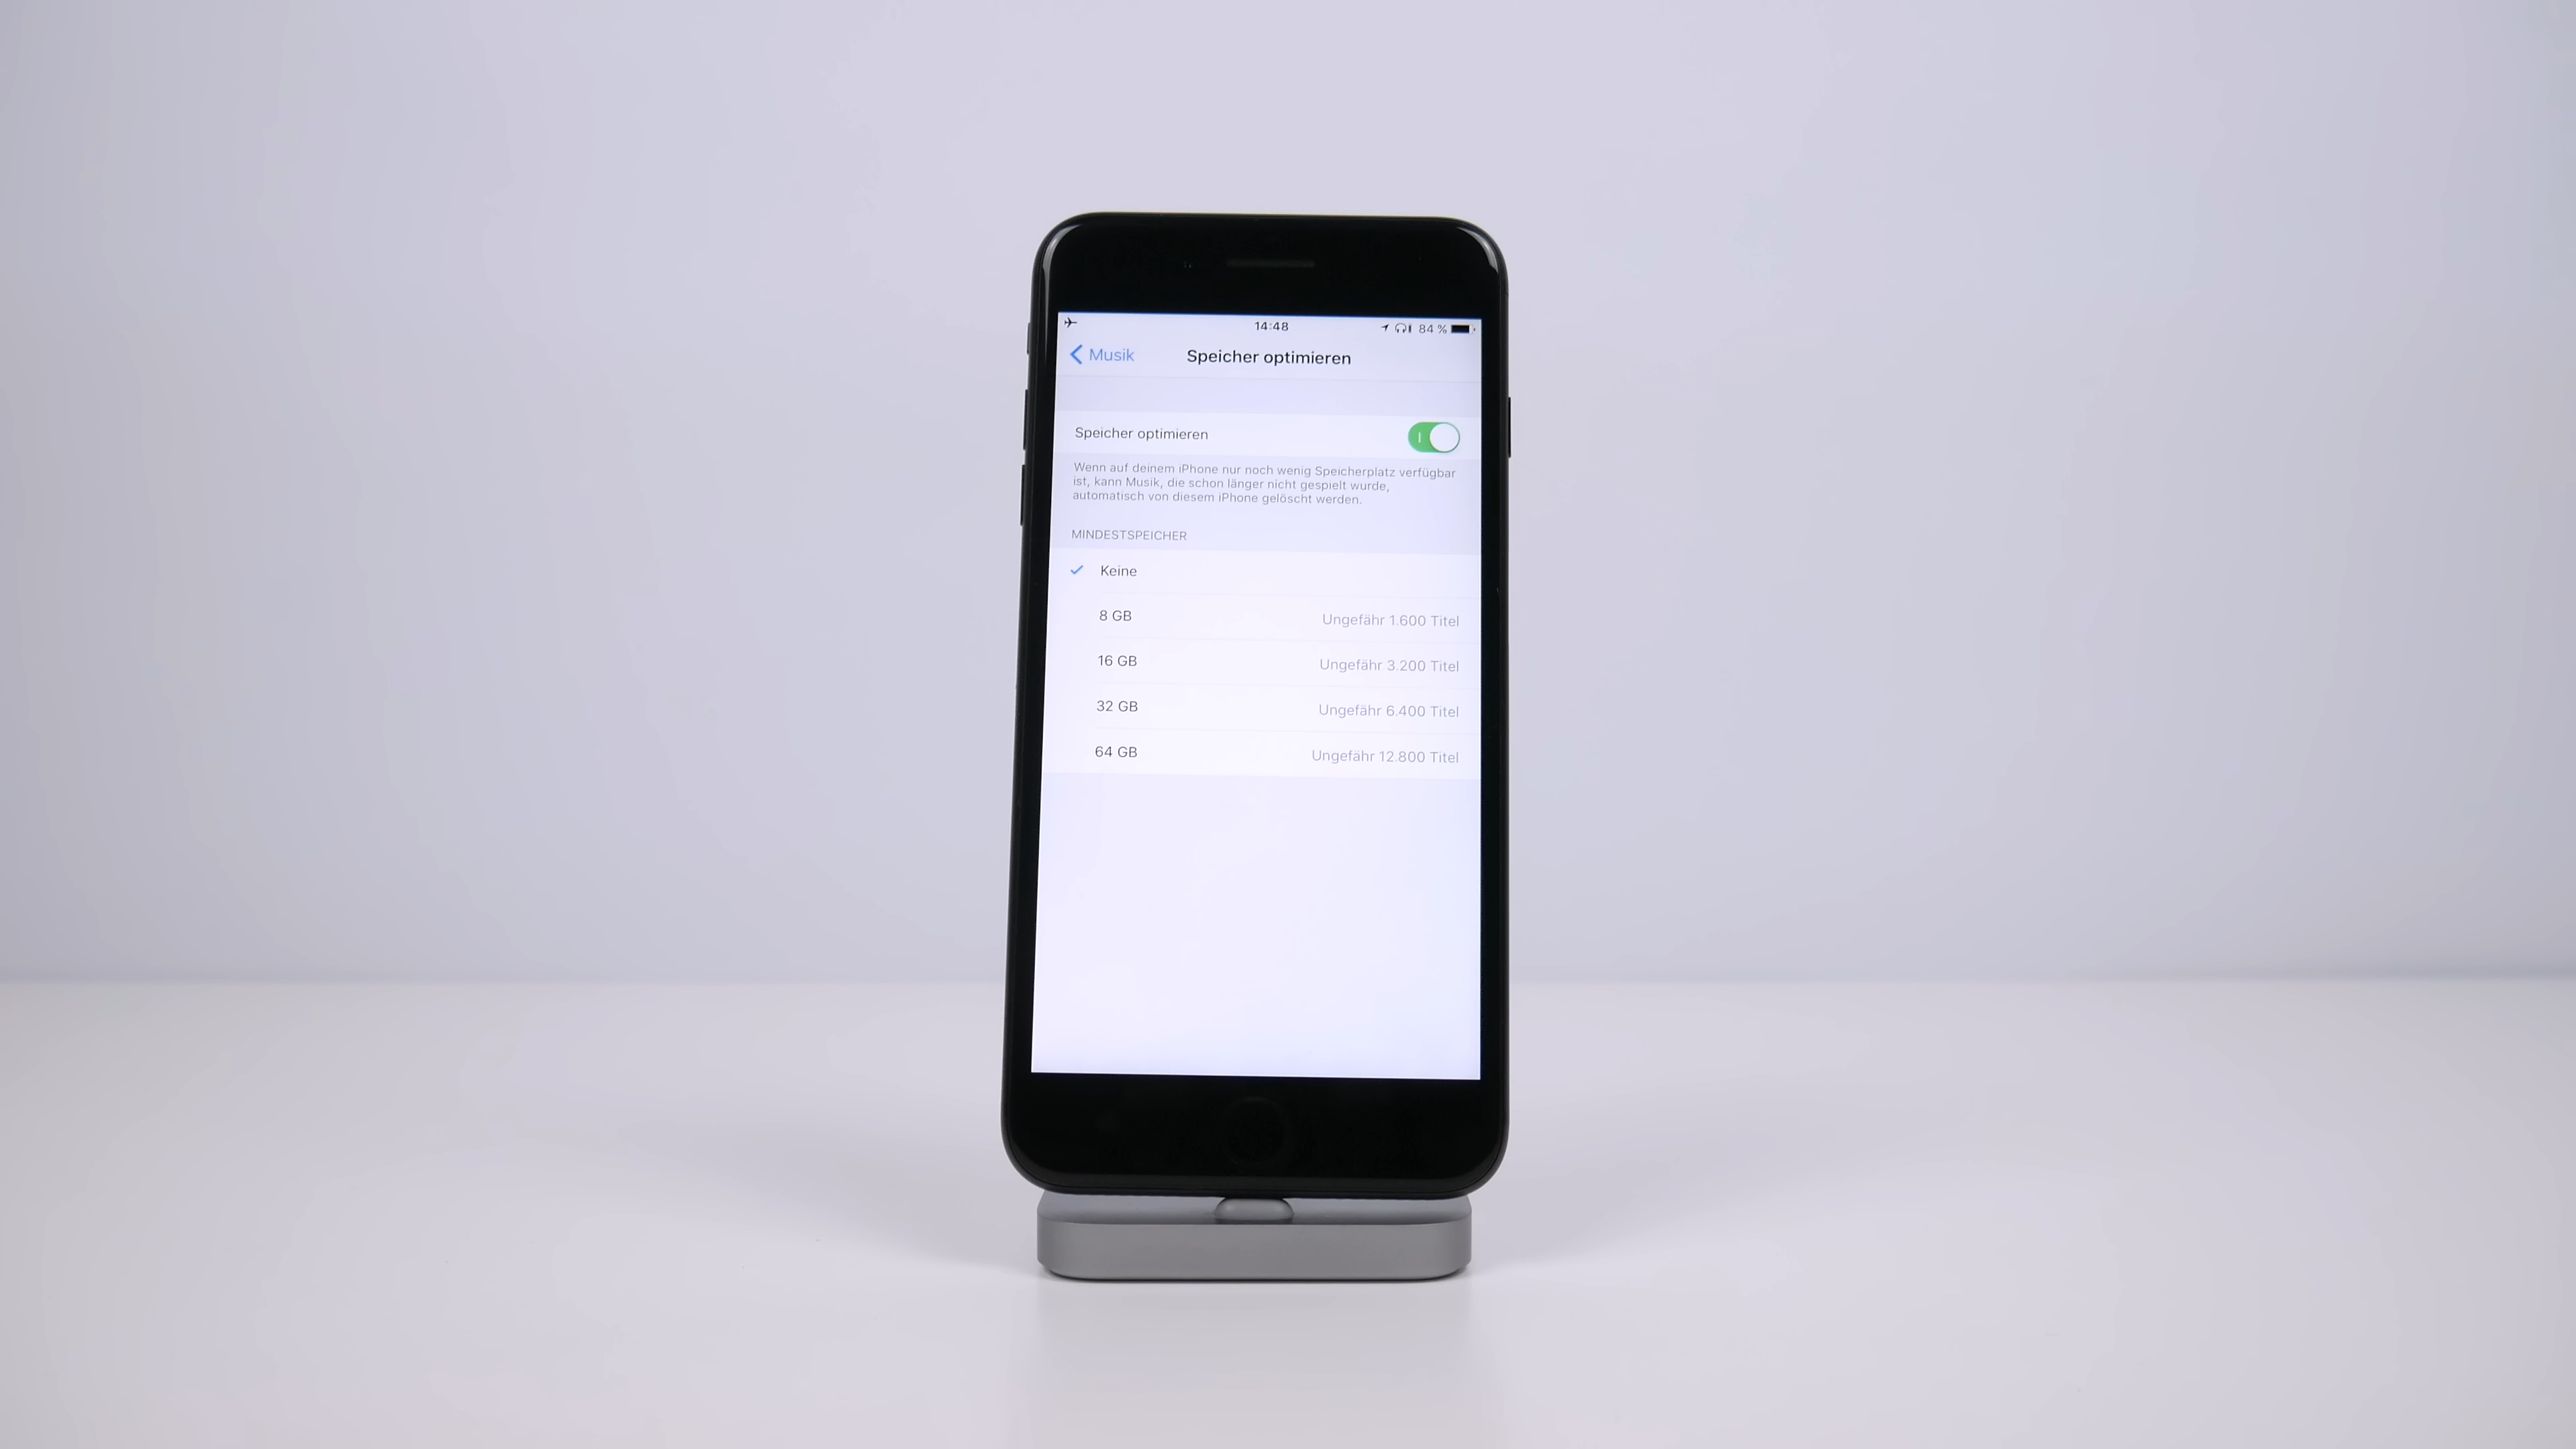 14:48
84 %
Musik
Speicher optimieren
Speicher optimieren
Wenn auf deinem iPhone nur noch wenig Speicherplatz verfügbar
ist, kann Musik, die schon länger nicht gespielt wurde,
automatisch von diesem iPhone gelöscht werden.
MINDESTSPEICHER
Keine
8 GB Ungefähr 1.600 Titel
16 GB Ungefähr 3.200 Titel
32 GB Ungefähr 6.400 Titel
64 GB Ungefähr 12.800 Titel